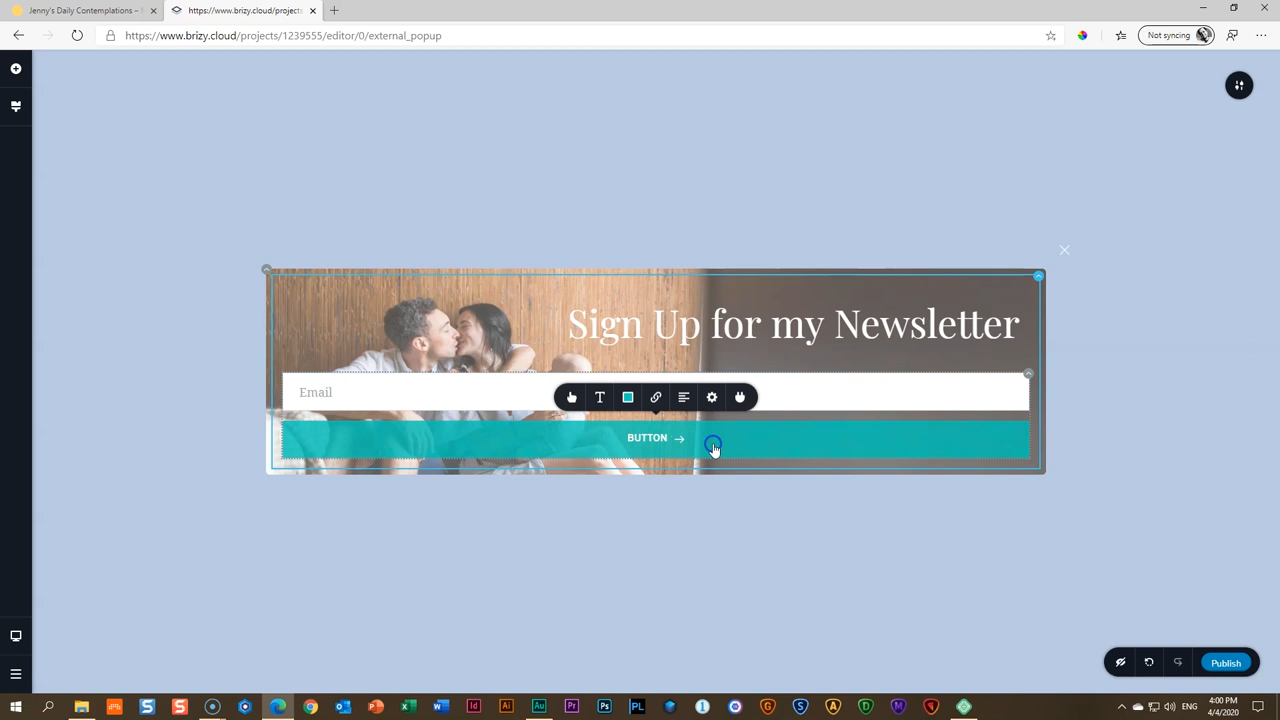 Jenny's Daily Contemplations –
https://www.brizy.cloud/project
https://www.brizy.cloud/projects/1239555/editor/0/external_popup
Not syncing
Sign Up for my Newsletter
Email
BUTTON
Publish
ENG
4:00 PM
4/4/2020